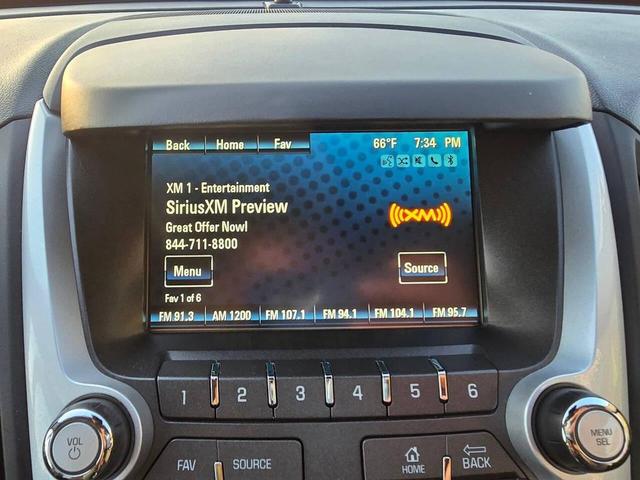 Back Home Fav 66°F 7:34 PM
XM 1 - Entertainment
SiriusXM Preview
Great Offer Now!
844-711-8800
((XM))
Menu Source
Fav 1 of 6
FM 91.3 AM 1200 FM 107.1 FM 94.1 FM 104.1 FM 95.7
1 2 3 4 5 6
VOL
MENU
SEL
FAV SOURCE HOME BACK